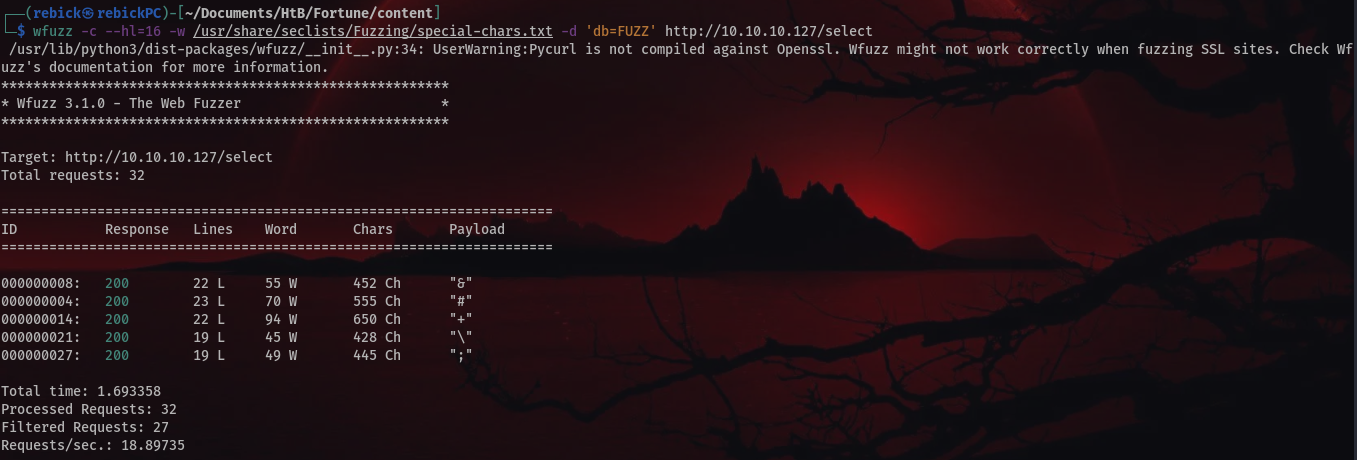 ┌──(rebick㉿rebickPC)-[~/Documents/HtB/Fortune/content]
└─$ wfuzz -c --hl=16 -w /usr/share/seclists/Fuzzing/special-chars.txt -d 'db=FUZZ' http://10.10.10.127/select
 /usr/lib/python3/dist-packages/wfuzz/__init__.py:34: UserWarning:Pycurl is not compiled against Openssl. Wfuzz might not work correctly when fuzzing SSL sites. Check Wf
uzz's documentation for more information.
********************************************************
* Wfuzz 3.1.0 - The Web Fuzzer                         *
********************************************************

Target: http://10.10.10.127/select
Total requests: 32

=====================================================================
ID           Response   Lines    Word       Chars       Payload
=====================================================================

000000008:   200        22 L     55 W       452 Ch      "&"
000000004:   200        23 L     70 W       555 Ch      "#"
000000014:   200        22 L     94 W       650 Ch      "+"
000000021:   200        19 L     45 W       428 Ch      "\"
000000027:   200        19 L     49 W       445 Ch      ";"

Total time: 1.693358
Processed Requests: 32
Filtered Requests: 27
Requests/sec.: 18.89735